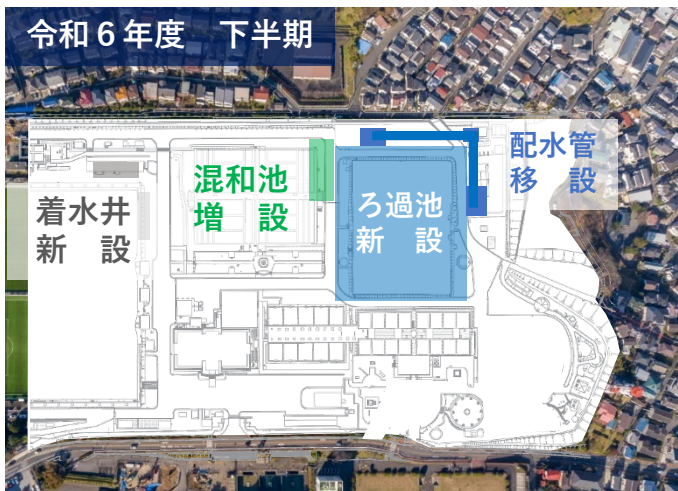 令和６年度　下半期
配水管
移　設
混和池
増　設
ろ過池
新　設
着水井
新　設